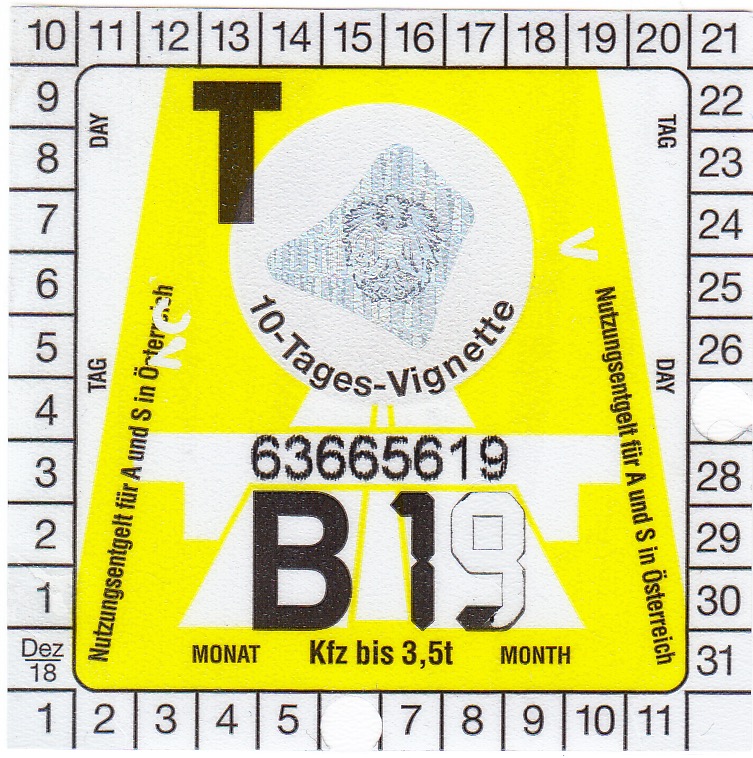 10 11 12 13 14 15 16 17 18 19 20 21
9 22
8 23
7 24
6 25
5 26
4
3 28
2 29
1 30
Dez 31
18
1 2 3 4 5 7 8 9 10 11
DAY
TAG
T
TAG
DAY
10-Tages-Vignette
Nutzungsentgelt für A und S in Österreich
Nutzungsentgelt für A und S in Österreich
63665619
B 19
MONAT Kfz bis 3,5t MONTH